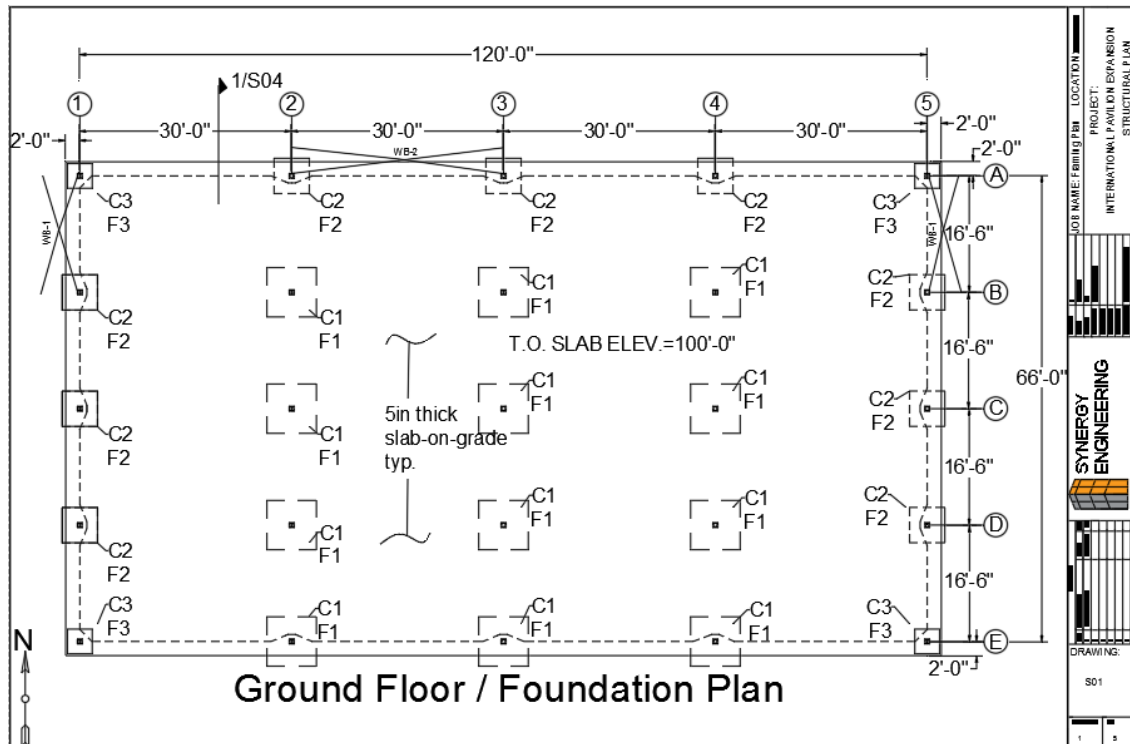 120'-0"
1/S04
1
2
3
4
5
2'-0"
30'-0"
30'-0"
30'-0"
30'-0"
2'-0"
2'-0"
WB-2
A
C3
F3
C2
F2
C2
F2
C2
F2
C3
F3
WB-1
WB-1
16'-6"
B
C2
F2
C1
F1
C1
F1
C1
F1
C2
F2
T.O. SLAB ELEV.=100'-0"
16'-6"
66'-0"
C
C2
F2
C1
F1
C1
F1
C1
F1
C2
F2
5in thick
slab-on-grade
typ.
16'-6"
D
C2
F2
C1
F1
C1
F1
C1
F1
C2
F2
16'-6"
E
C3
F3
C1
F1
C1
F1
C1
F1
C3
F3
2'-0"
N
Ground Floor / Foundation Plan
JOB NAME: Framing Plan
LOCATION
PROJECT:
INTERNATIONAL PAVILION EXPANSION
STRUCTURAL PLAN
SYNERGY
ENGINEERING
DRAWING:
S01
1
5